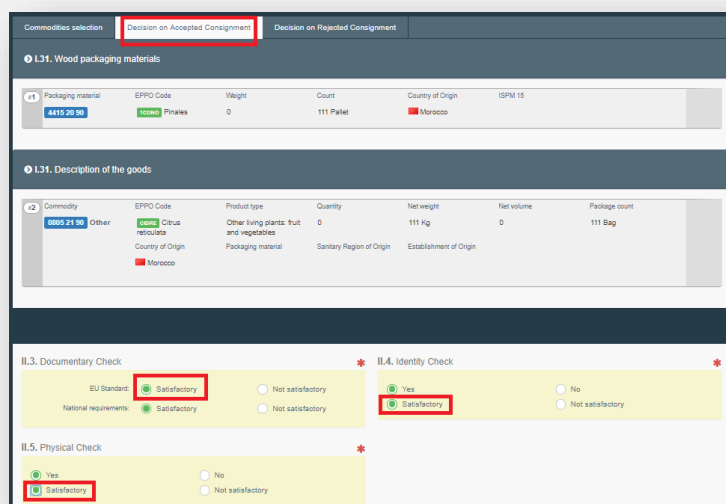 Commodities selection Decision on Accepted Consignment Decision on Rejected Consignment
I.31. Wood packaging materials
#1 Packaging material EPPO Code Weight Count Country of Origin ISPM 15
4415 20 90 1CONO Pinales 0 111 Pallet Morocco
I.31. Description of the goods
#2 Commodity EPPO Code Product type Quantity Net weight Net volume Package count
0805 21 90 Other CIDRE Citrus Other living plants: fruit 0 111 Kg 0 111 Bag
reticulata and vegetables
Country of Origin Packaging material Sanitary Region of Origin Establishment of Origin
Morocco
II.3. Documentary Check * II.4. Identity Check *
EU Standard: Satisfactory Not satisfactory Yes No
National requirements: Satisfactory Not satisfactory Satisfactory Not satisfactory
II.5. Physical Check *
Yes No
Satisfactory Not satisfactory